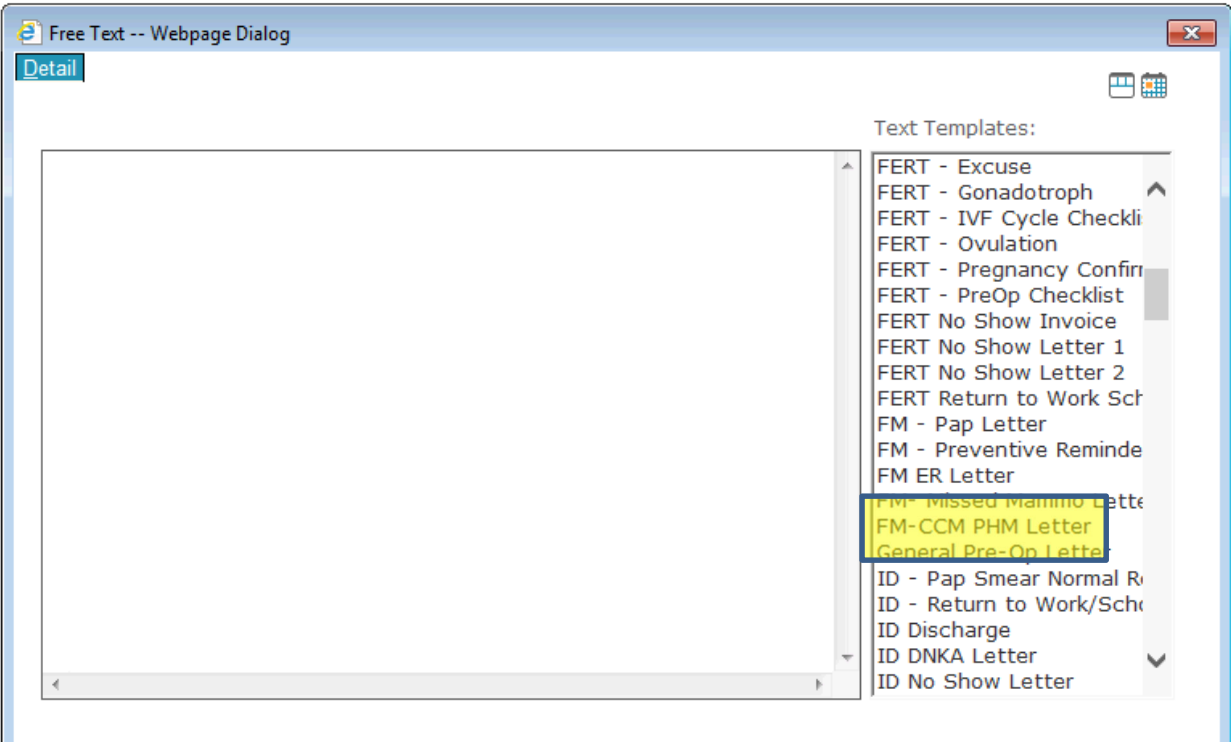 Free Text -- Webpage Dialog
Detail
Text Templates:
FERT - Excuse
FERT - Gonadotroph
FERT - IVF Cycle Checkli
FERT - Ovulation
FERT - Pregnancy Confirm
FERT - PreOp Checklist
FERT No Show Invoice
FERT No Show Letter 1
FERT No Show Letter 2
FERT Return to Work Sch
FM - Pap Letter
FM - Preventive Reminde
FM ER Letter
FM- Missed Mammo Lette
FM-CCM PHM Letter
General Pre-Op Letter
ID - Pap Smear Normal R
ID - Return to Work/Scho
ID Discharge
ID DNKA Letter
ID No Show Letter